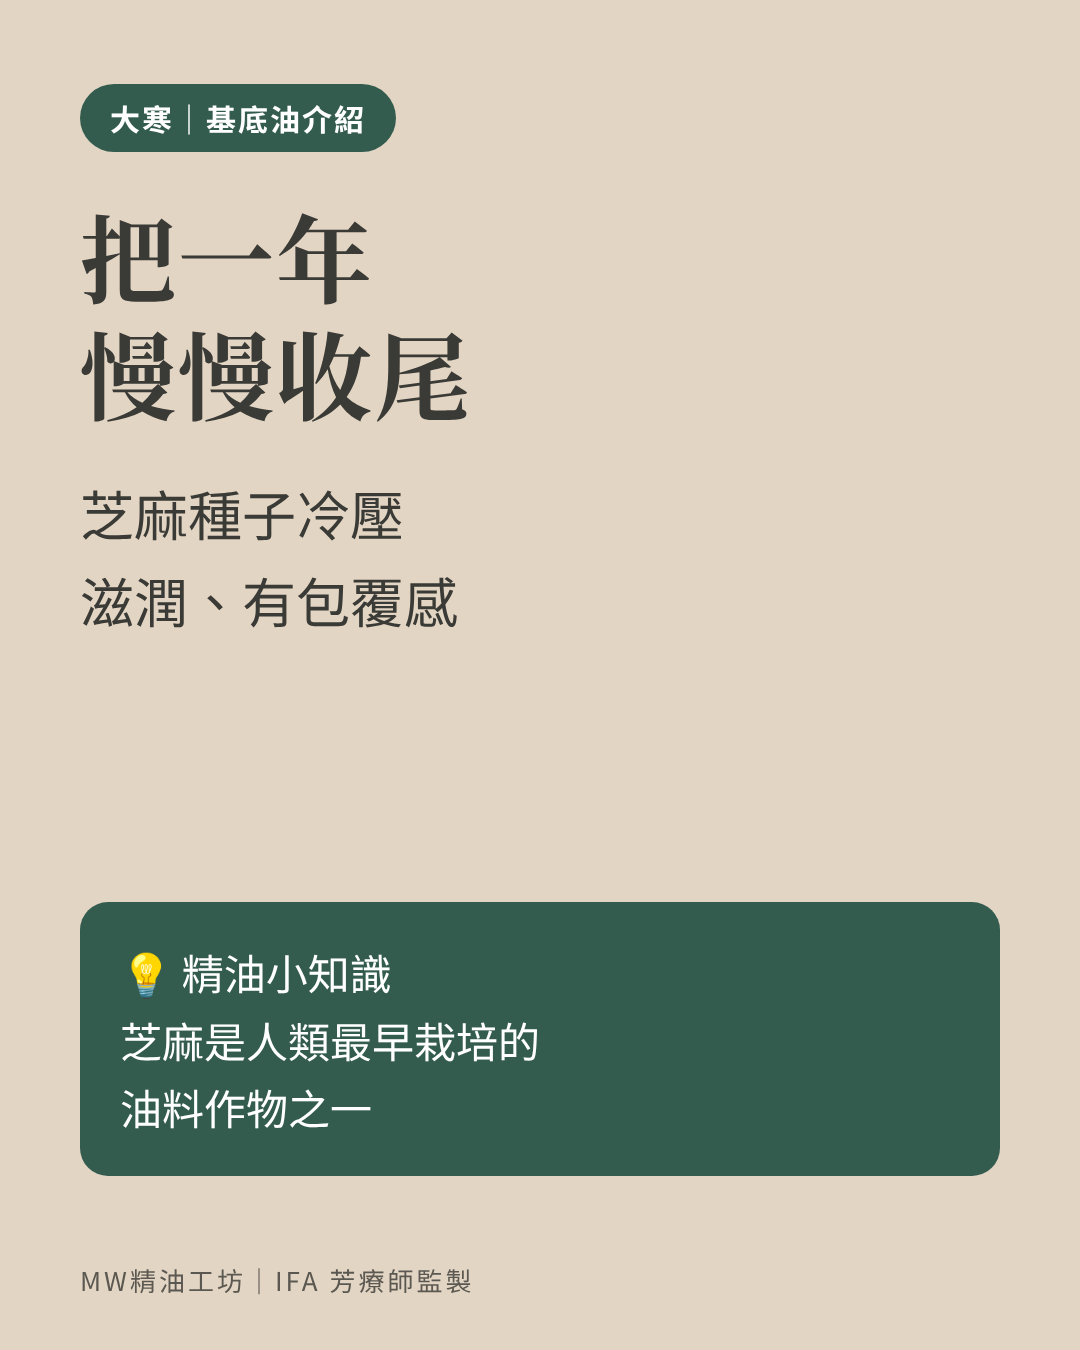 大寒｜基底油介紹
把一年
慢慢收尾
芝麻種子冷壓
滋潤、有包覆感
💡 精油小知識
芝麻是人類最早栽培的
油料作物之一
MW精油工坊｜IFA 芳療師監製